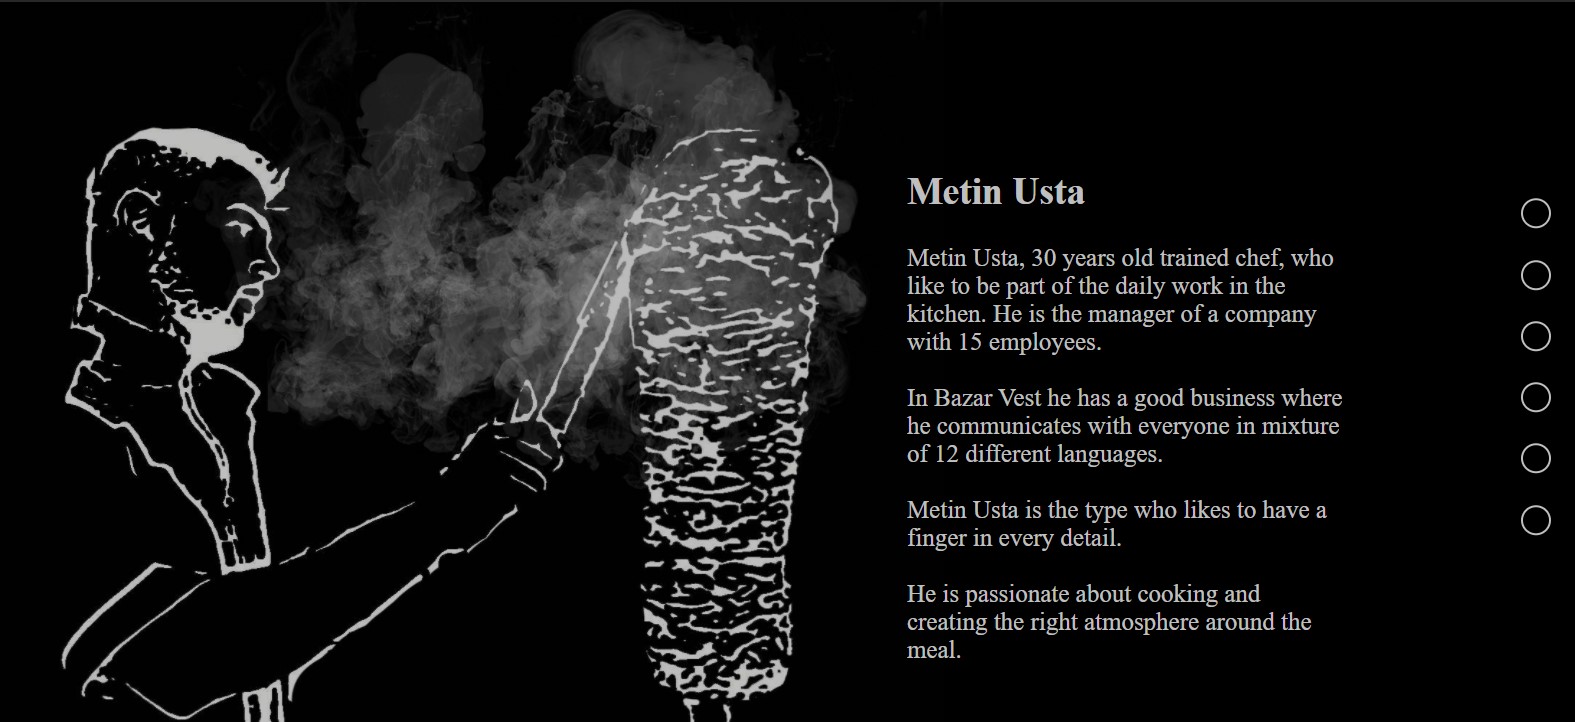 Metin Usta
Metin Usta, 30 years old trained chef, who
like to be part of the daily work in the
kitchen. He is the manager of a company
with 15 employees.
In Bazar Vest he has a good business where
he communicates with everyone in mixture
of 12 different languages.
Metin Usta is the type who likes to have a
finger in every detail.
He is passionate about cooking and
creating the right atmosphere around the
meal.